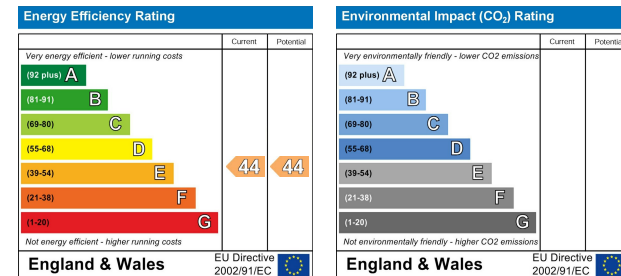 Energy Efficiency Rating
Current Potential
Very energy efficient - lower running costs
(92 plus) A
(81-91) B
(69-80) C
(55-68) D
(39-54) E
44 44
(21-38) F
(1-20) G
Not energy efficient - higher running costs
England & Wales
EU Directive
2002/91/EC
Environmental Impact (CO₂) Rating
Current Potentia
Very environmentally friendly - lower CO2 emissions
(92 plus) A
(81-91) B
(69-80) C
(55-68) D
(39-54) E
(21-38) F
(1-20) G
Not environmentally friendly - higher CO2 emissions
England & Wales
EU Directive
2002/91/EC